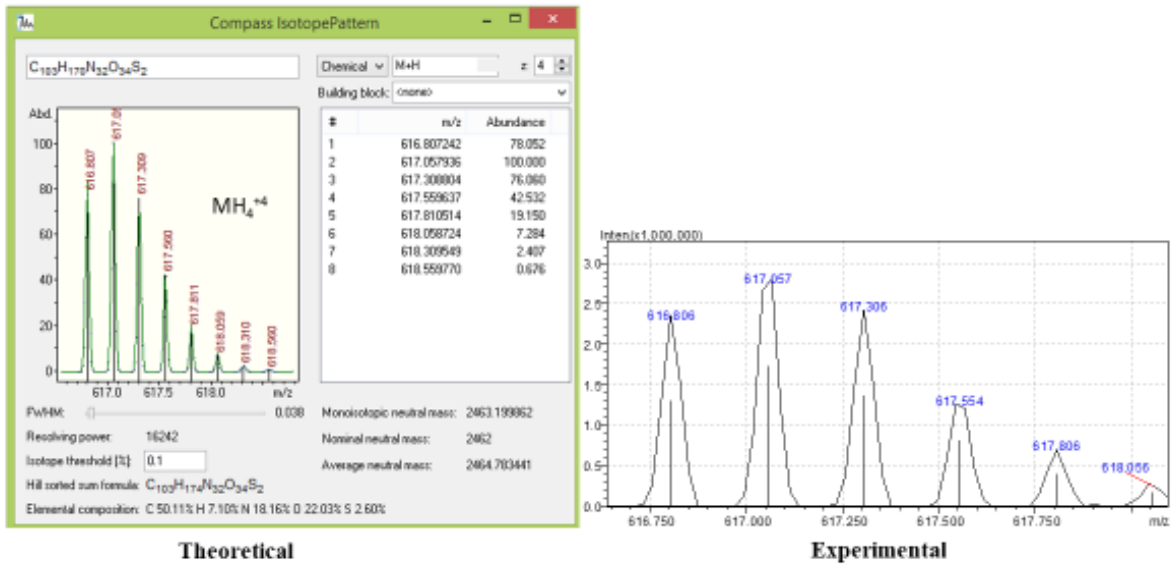 Compass IsotopePattern
C103H170N32O34S2
Chemical M+H z: 4
Building block: <none>
Abd.
100
80
60
40
20
0
616.807
617.309
617.560
617.811
618.059
618.310
618.560
MH4+4
617.0 617.5 618.0 m/z
# m/z Abundance
1 616.807242 78.052
2 617.057936 100.000
3 617.308804 76.060
4 617.559637 42.532
5 617.810514 19.150
6 618.058724 7.284
7 618.309549 2.407
8 618.559770 0.676
FWHM: 0.038
Resolving power: 16242
Isotope threshold [%]: 0.1
Hill sorted sum formula: C103H174N32O34S2
Elemental composition: C 50.11% H 7.10% N 18.16% O 22.03% S 2.60%
Monoisotopic neutral mass: 2463.199862
Nominal neutral mass: 2462
Average neutral mass: 2464.783441
Theoretical
Inten.(x1,000,000)
3.0
2.5
2.0
1.5
1.0
0.5
0.0
616.806
617.057
617.306
617.554
617.806
618.056
616.750 617.000 617.250 617.500 617.750 m/z
Experimental